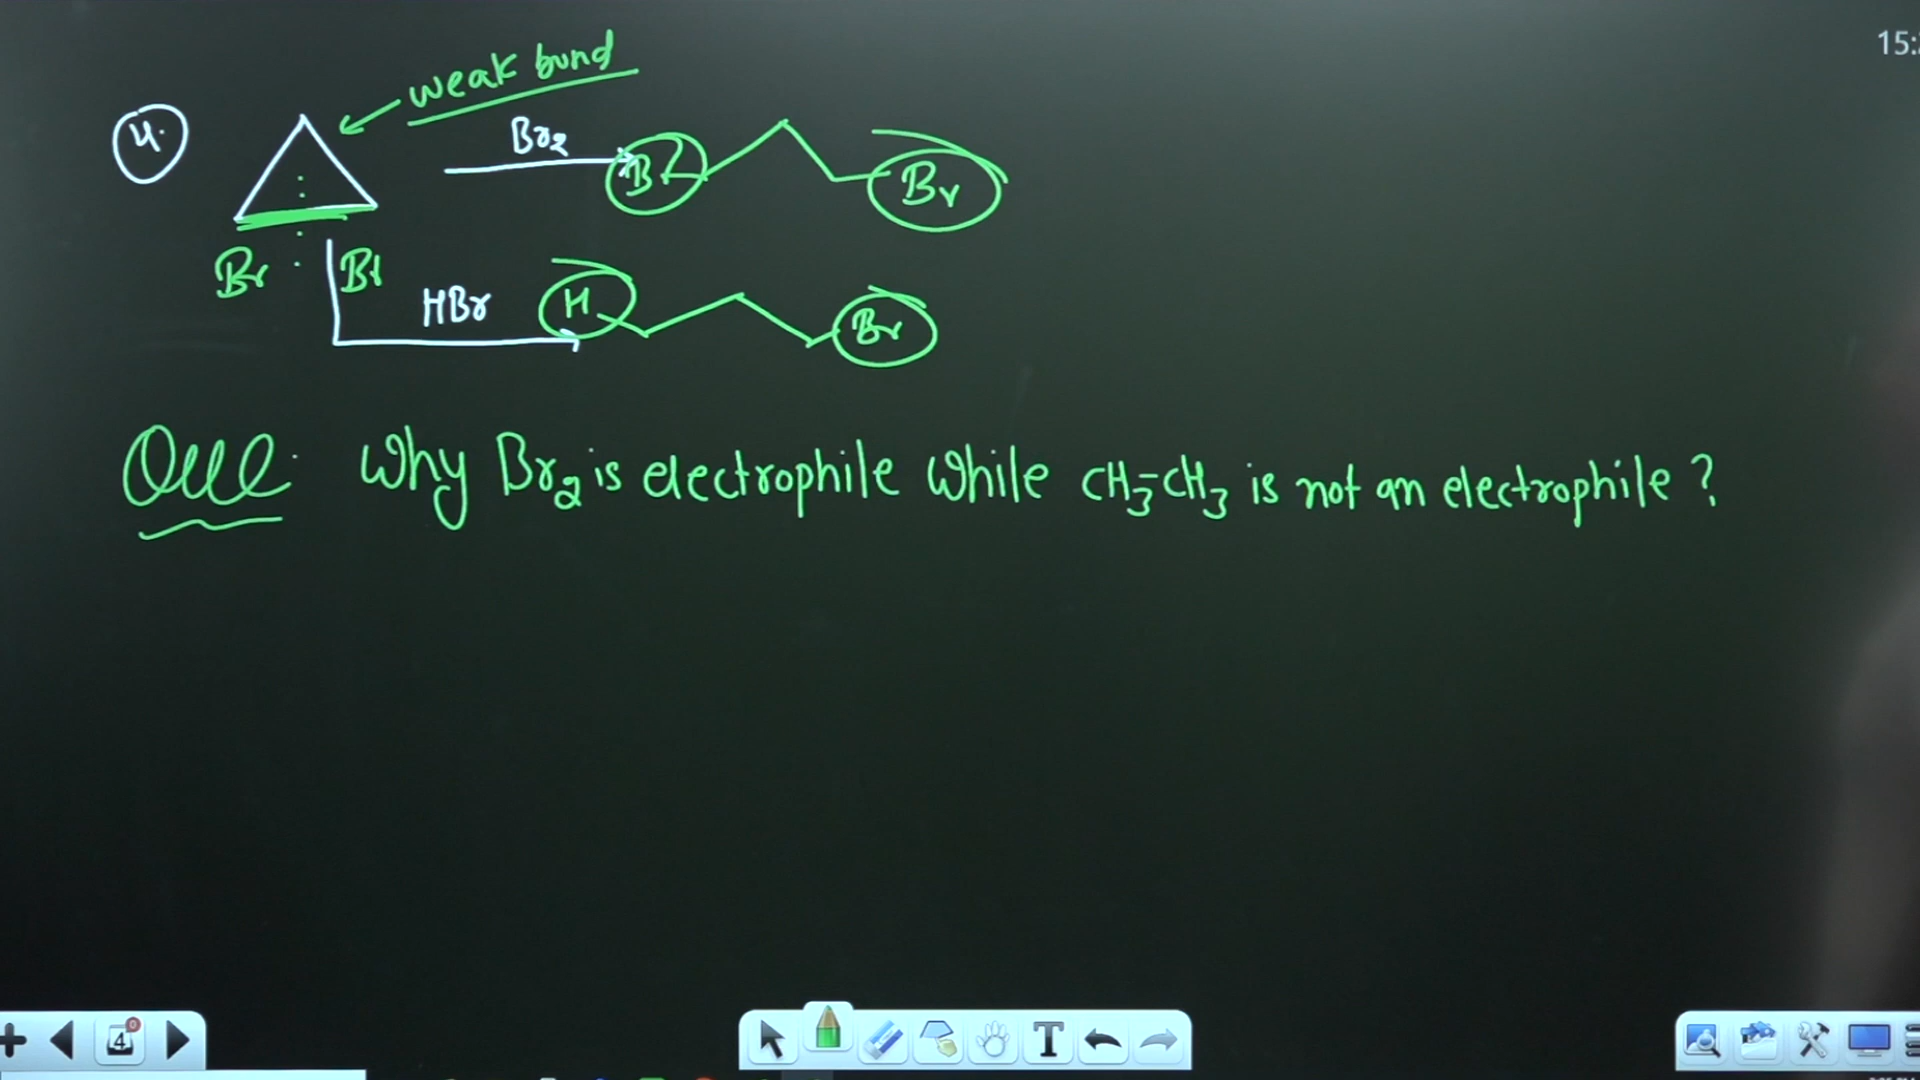 15:
weak bond
4.
Br2
Br
Br
Br
Br
HBr
H
Br
Que. Why Br2 is electrophile while CH3-CH3 is not an electrophile?
4
0
T